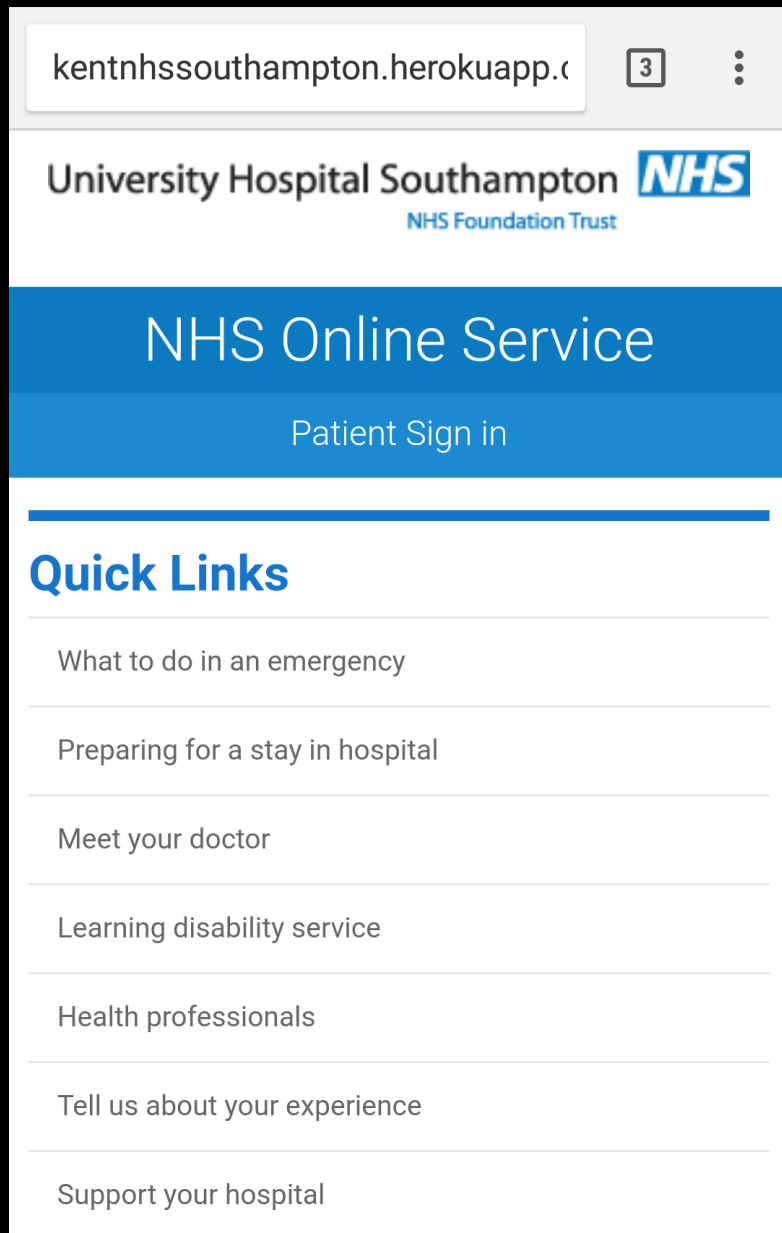 kentnhssouthampton.herokuapp.c
3
University Hospital Southampton NHS
NHS Foundation Trust
NHS Online Service
Patient Sign in
Quick Links
What to do in an emergency
Preparing for a stay in hospital
Meet your doctor
Learning disability service
Health professionals
Tell us about your experience
Support your hospital